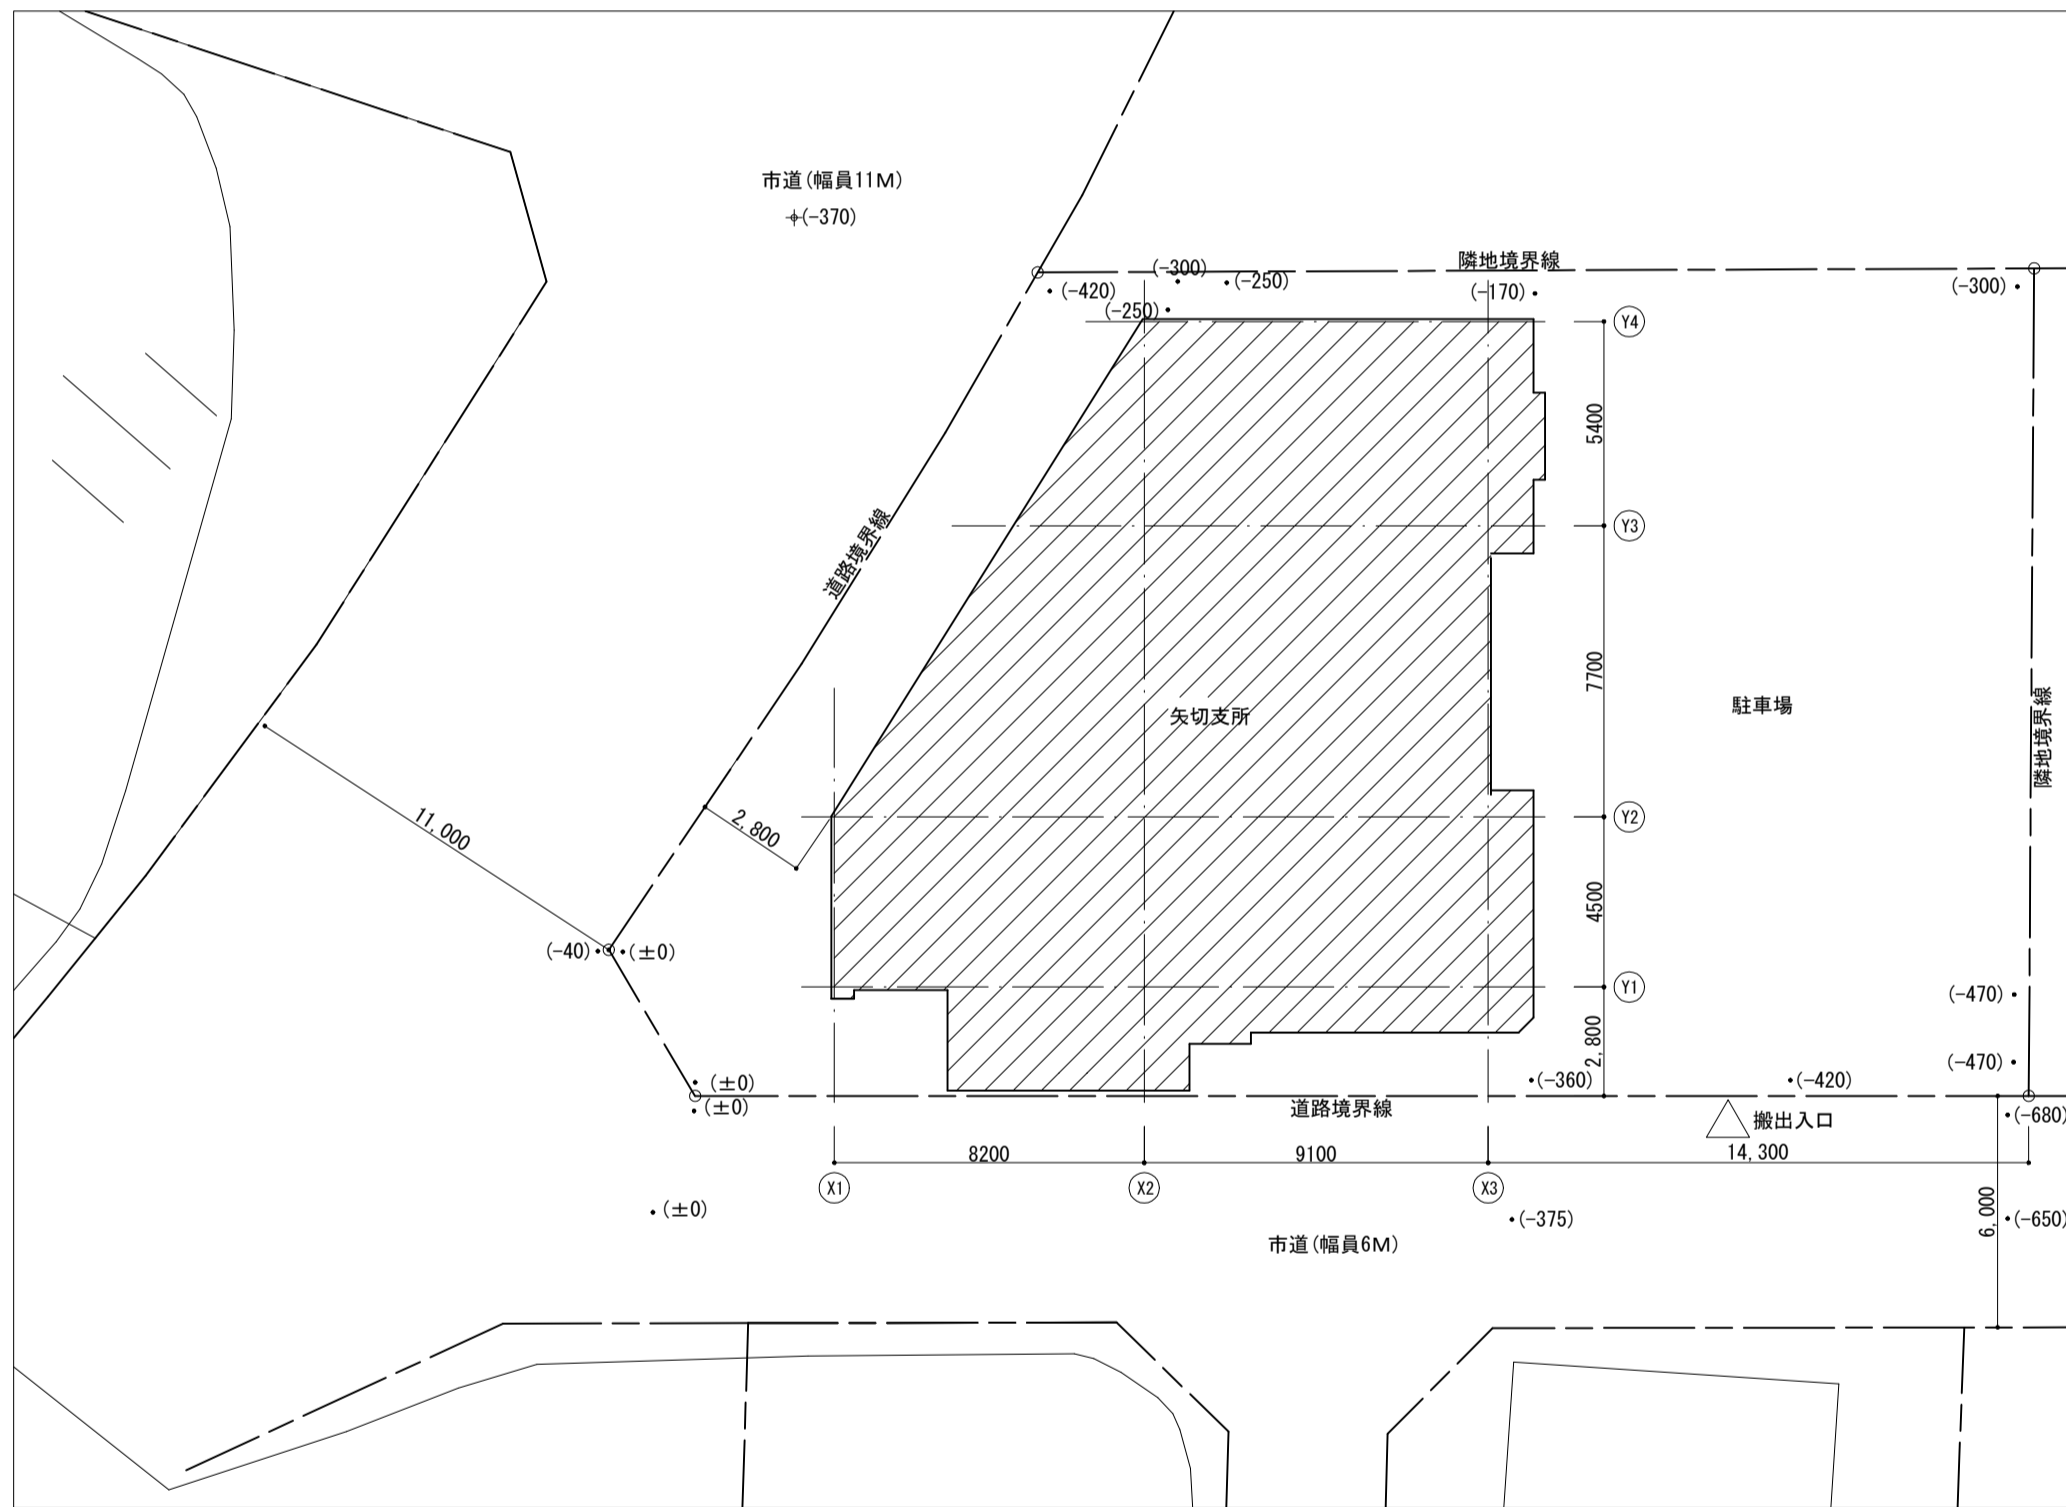 市道(幅員11M)
(-370)
隣地境界線
(-300)
(-250)
(-420)
(-170)
(-300)
(-250)
Y4
5400
Y3
道路境界線
7700
矢切支所
駐車場
隣地境界線
11,000
2,800
Y2
4500
(-40)
(±0)
Y1
(-470)
2,800
(-470)
(±0)
(±0)
(-360)
(-420)
道路境界線
搬出入口
(-680)
8200
9100
14,300
X1
X2
X3
(±0)
(-375)
6,000
(-650)
市道(幅員6M)